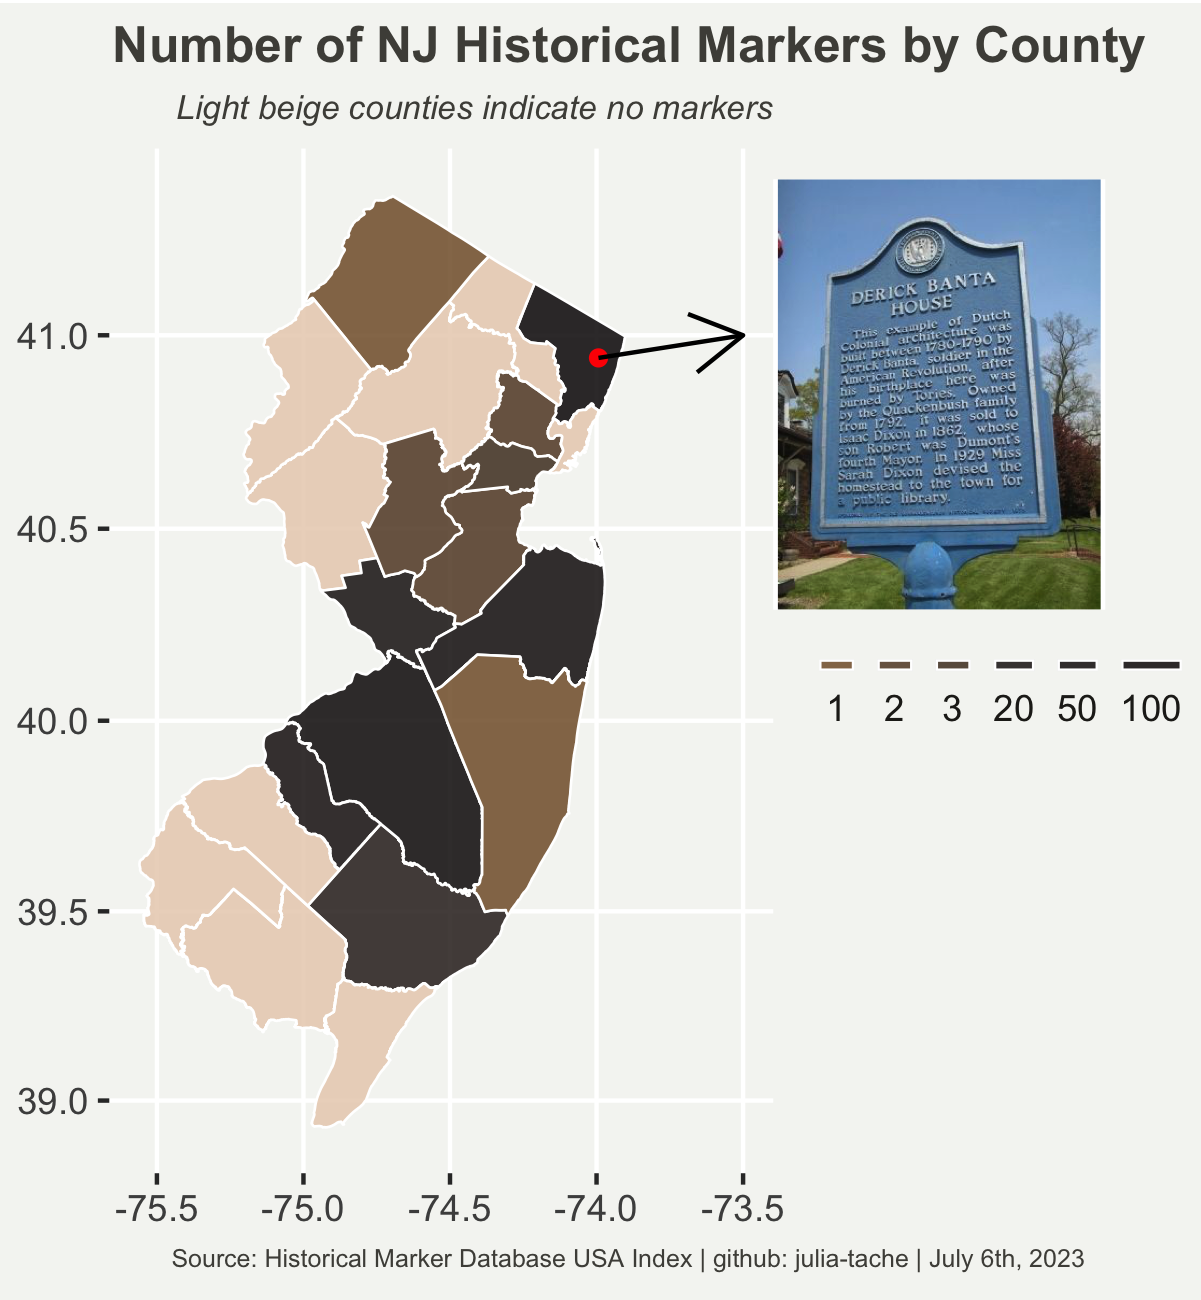 Number of NJ Historical Markers by County
Light beige counties indicate no markers
41.0
40.5
40.0
39.5
39.0
-75.5 -75.0 -74.5 -74.0 -73.5
DERICK BANTA
HOUSE
This example of Dutch
Colonial architecture was
built between 1780-1790 by
Derick Banta, soldier in the
American Revolution, after
his birthplace here was
burned by Tories. Owned
by the Quackenbush family
from 1792, it was sold to
Isaac Dixon in 1862, whose
son Robert was Dumont's
fourth Mayor. In 1929 Miss
Sarah Dixon devised the
homestead to the town for
a public library.
1 2 3 20 50 100
Source: Historical Marker Database USA Index | github: julia-tache | July 6th, 2023